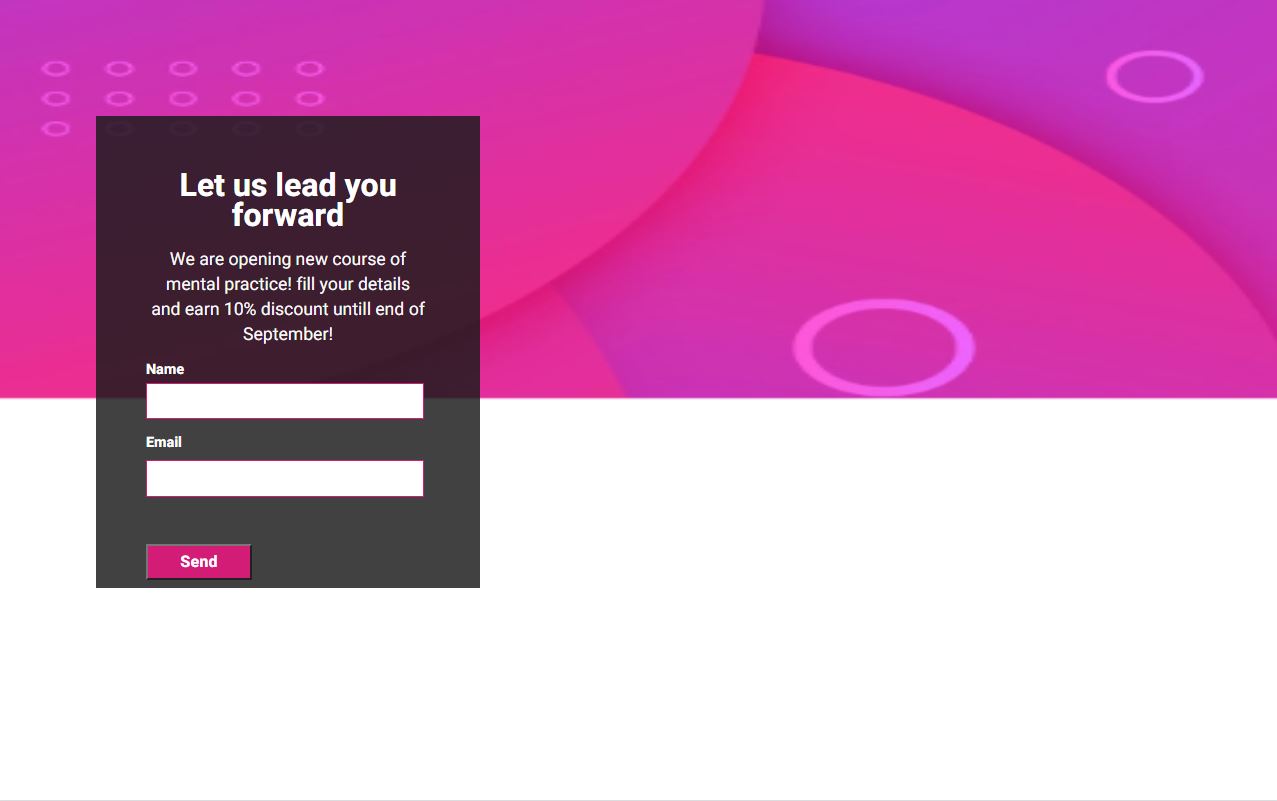 Let us lead you
forward
We are opening new course of
mental practice! fill your details
and earn 10% discount untill end of
September!
Name
Email
Send